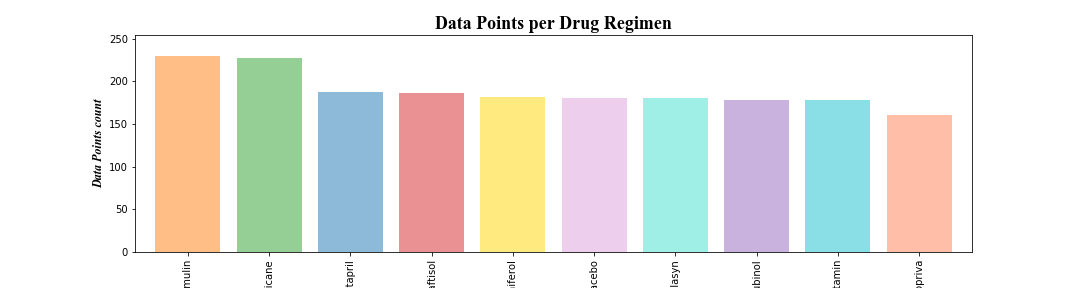 Data Points per Drug Regimen
250
200
150
100
50
0
Data Points count
mulin
icane
tapril
aftisol
niferol
acebo
lasyn
ubinol
tamin
opriva